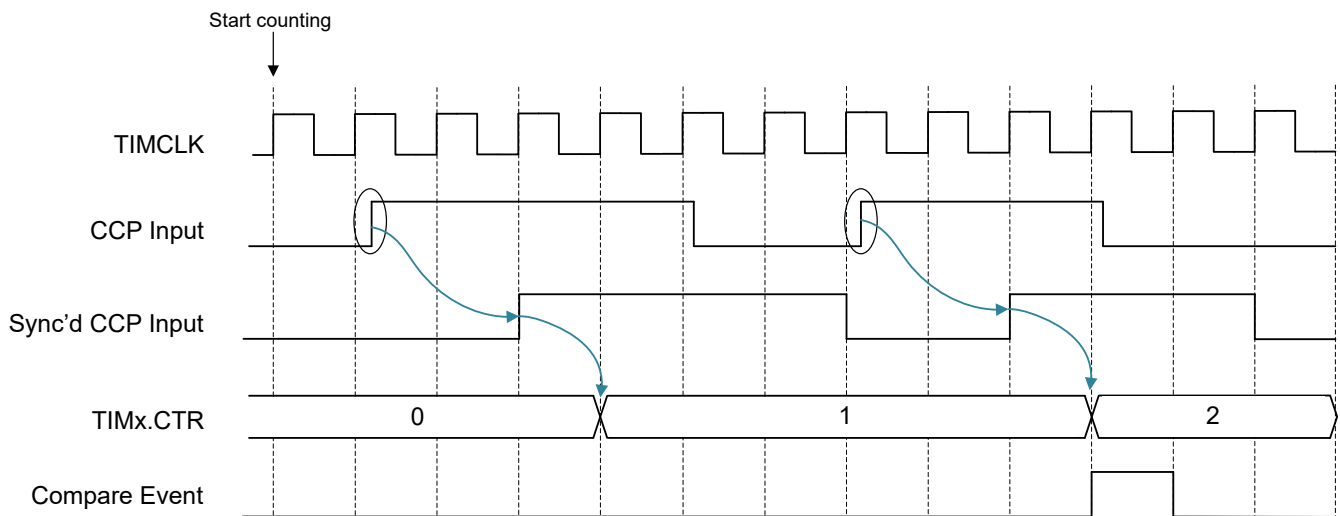 Start counting
TIMCLK
CCP Input
Sync’d CCP Input
TIMx.CTR 0 1 2
Compare Event